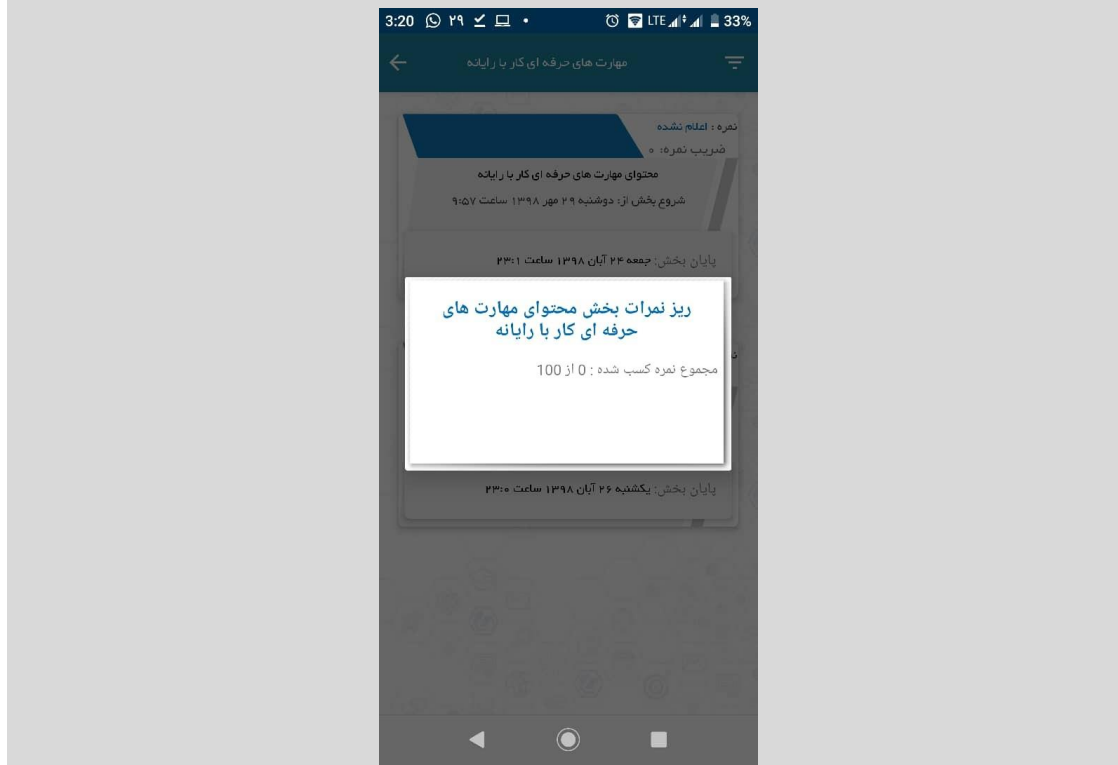 3:20 ۲۹ LTE 33%
مهارت های حرفه ای کار با رایانه
نمره : اعلام نشده
ضریب نمره: ۰
محتوای مهارت های حرفه ای کار با رایانه
شروع بخش از: دوشنبه ۲۹ مهر ۱۳۹۸ ساعت ۹:۵۷
پایان بخش: جمعه ۲۴ آبان ۱۳۹۸ ساعت ۲۳:۱
ریز نمرات بخش محتوای مهارت های
حرفه ای کار با رایانه
مجموع نمره کسب شده : 0 از 100
پایان بخش: یکشنبه ۲۶ آبان ۱۳۹۸ ساعت ۲۳:۰